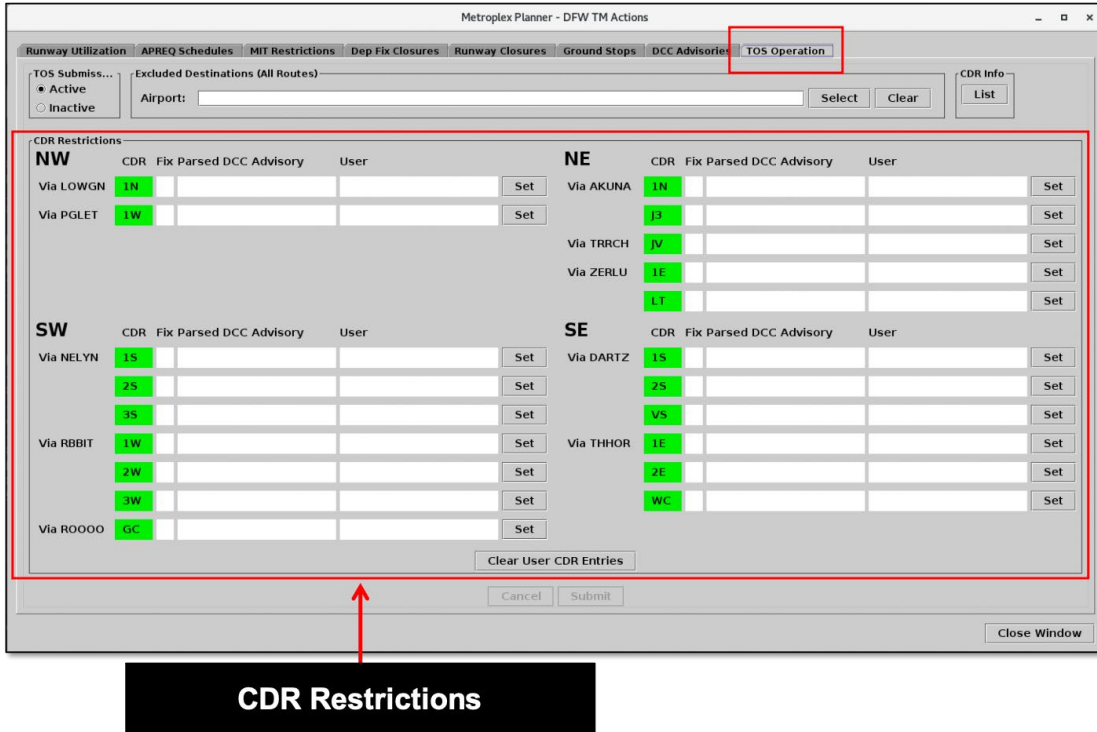 Metroplex Planner - DFW TM Actions
Runway Utilization APREQ Schedules MIT Restrictions Dep Fix Closures Runway Closures Ground Stops DCC Advisories TOS Operation
TOS Submiss... Excluded Destinations (All Routes) CDR Info
Active
Inactive
Airport: Select Clear List
CDR Restrictions
NW CDR Fix Parsed DCC Advisory User
Via LOWGN 1N Set
Via PGLET 1W Set
NE CDR Fix Parsed DCC Advisory User
Via AKUNA 1N Set
J3 Set
Via TRRCH JV Set
Via ZERLU 1E Set
LT Set
SW CDR Fix Parsed DCC Advisory User
Via NELYN 1S Set
2S Set
3S Set
Via RBBIT 1W Set
2W Set
3W Set
Via ROOOO GC Set
SE CDR Fix Parsed DCC Advisory User
Via DARTZ 1S Set
2S Set
VS Set
Via THHOR 1E Set
2E Set
WC Set
Clear User CDR Entries
Cancel Submit
Close Window
CDR Restrictions